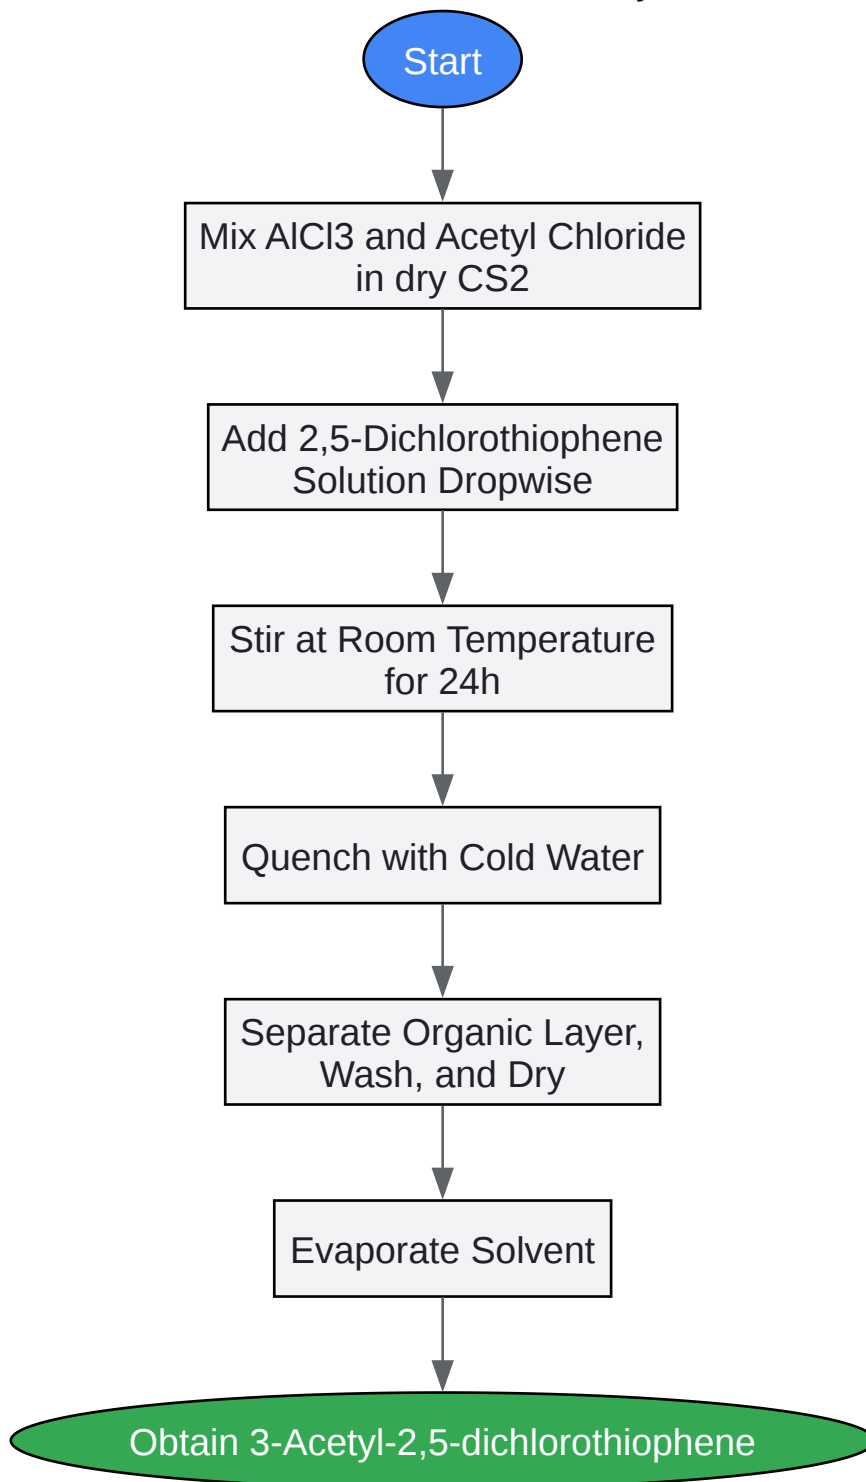 Start
Mix AlCl3 and Acetyl Chloride
in dry CS2
Add 2,5-Dichlorothiophene
Solution Dropwise
Stir at Room Temperature
for 24h
Quench with Cold Water
Separate Organic Layer,
Wash, and Dry
Evaporate Solvent
Obtain 3-Acetyl-2,5-dichlorothiophene